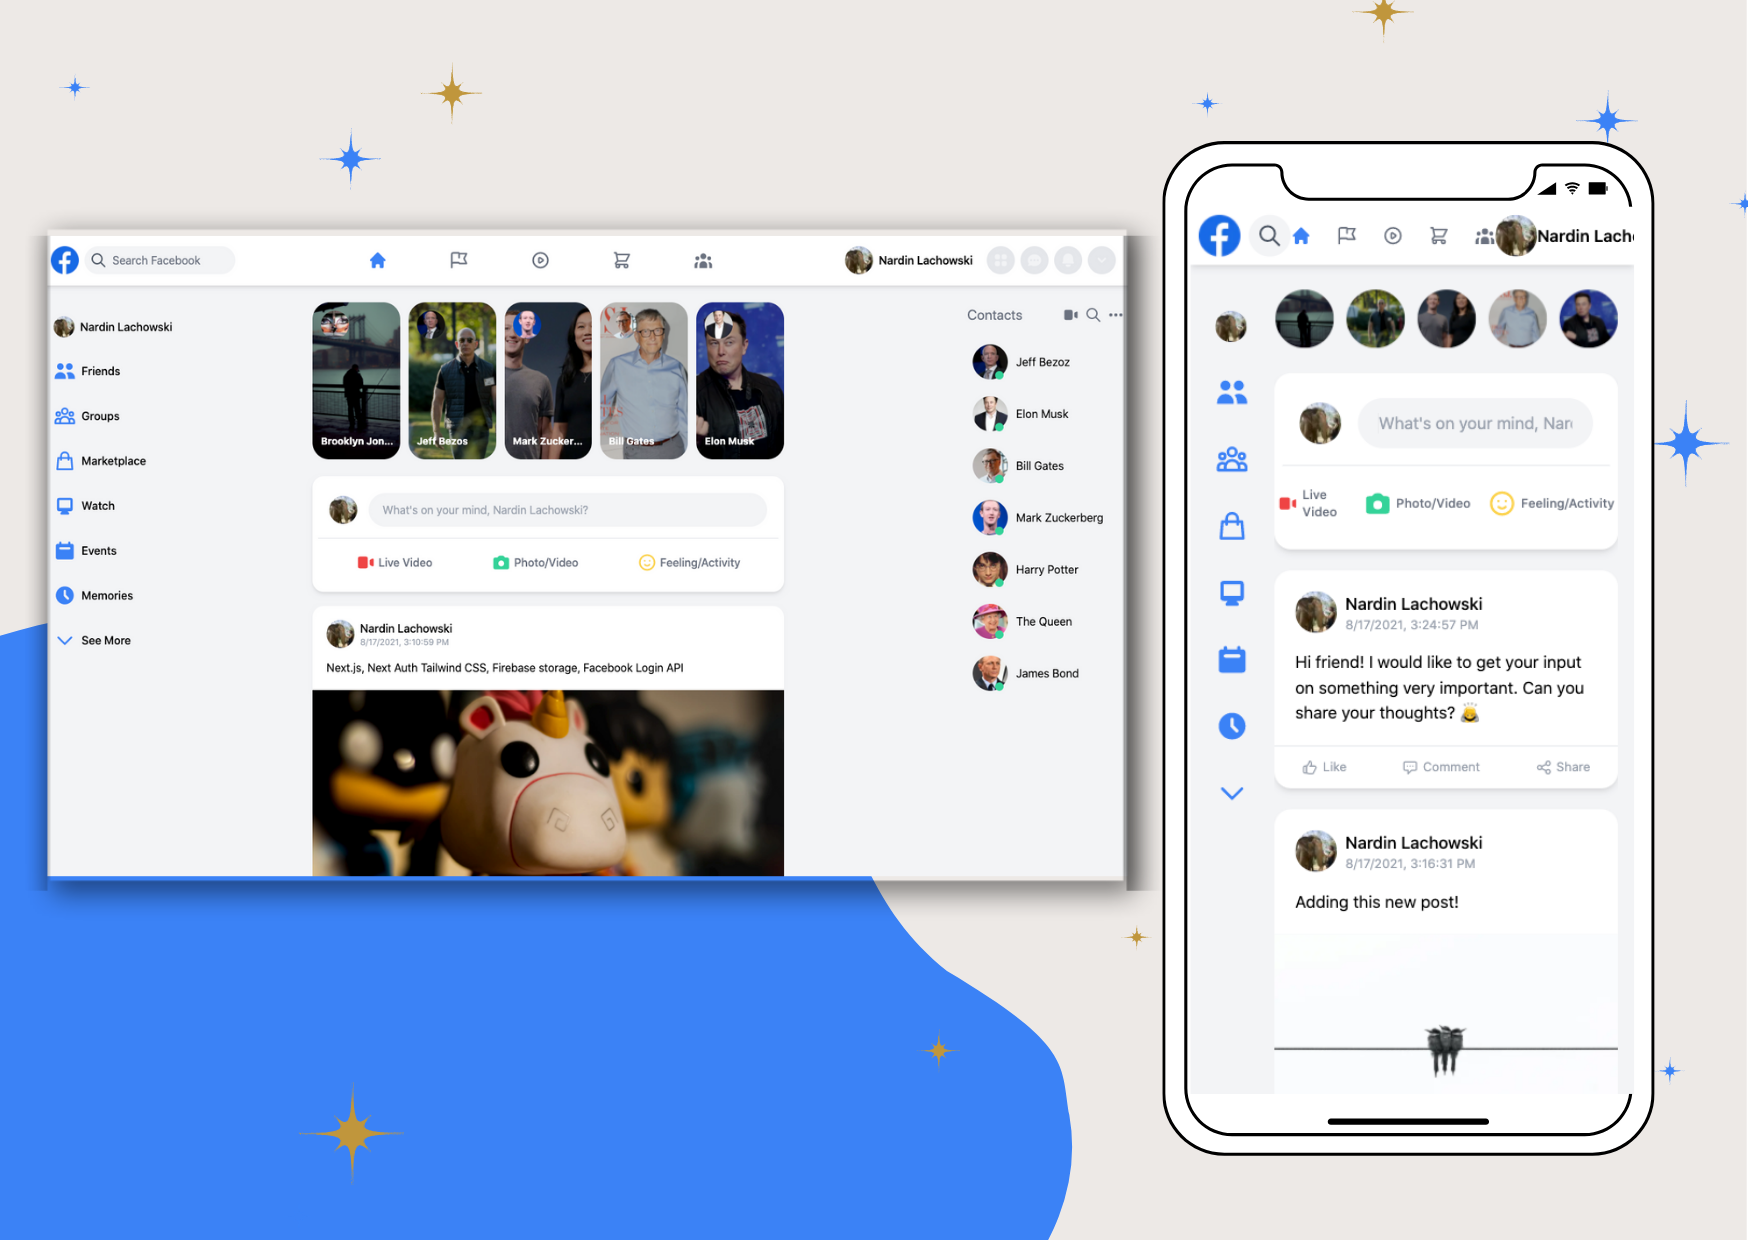 Search Facebook
Nardin Lachowski
Nardin Lachowski
Friends
Groups
Marketplace
Watch
Events
Memories
See More
Brooklyn Jon...
Jeff Bezos
Mark Zucker...
Bill Gates
Elon Musk
What's on your mind, Nardin Lachowski?
Live Video
Photo/Video
Feeling/Activity
Nardin Lachowski
8/17/2021, 3:10:59 PM
Next.js, Next Auth Tailwind CSS, Firebase storage, Facebook Login API
Contacts
Jeff Bezoz
Elon Musk
Bill Gates
Mark Zuckerberg
Harry Potter
The Queen
James Bond
Nardin Lach
What's on your mind, Nar
Live
Video
Photo/Video
Feeling/Activity
Nardin Lachowski
8/17/2021, 3:24:57 PM
Hi friend! I would like to get your input
on something very important. Can you
share your thoughts? 🙇
Like
Comment
Share
Nardin Lachowski
8/17/2021, 3:16:31 PM
Adding this new post!